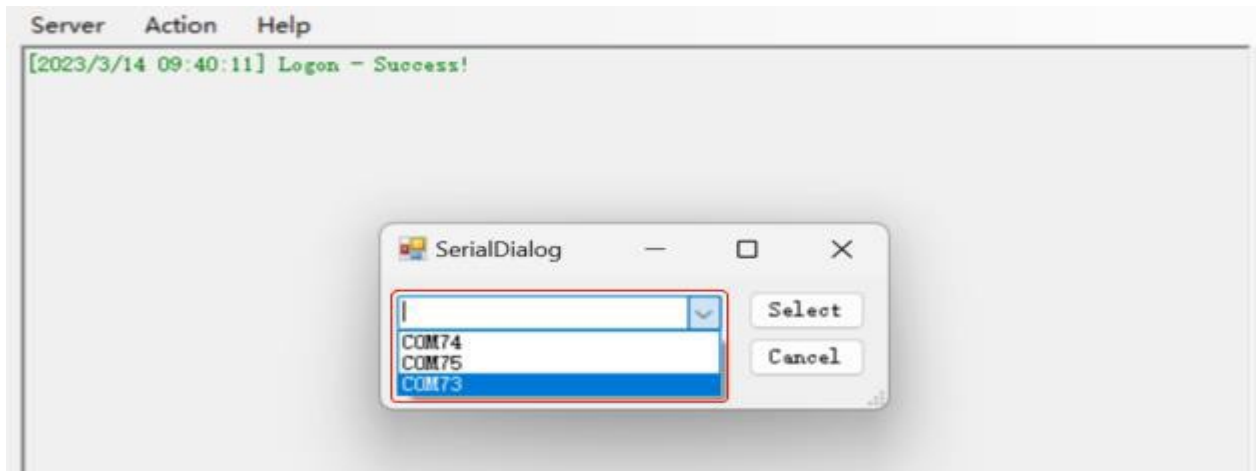 Server Action Help
[2023/3/14 09:40:11] Logon - Success!
SerialDialog
Select
COM74
COM75
Cancel
COM73